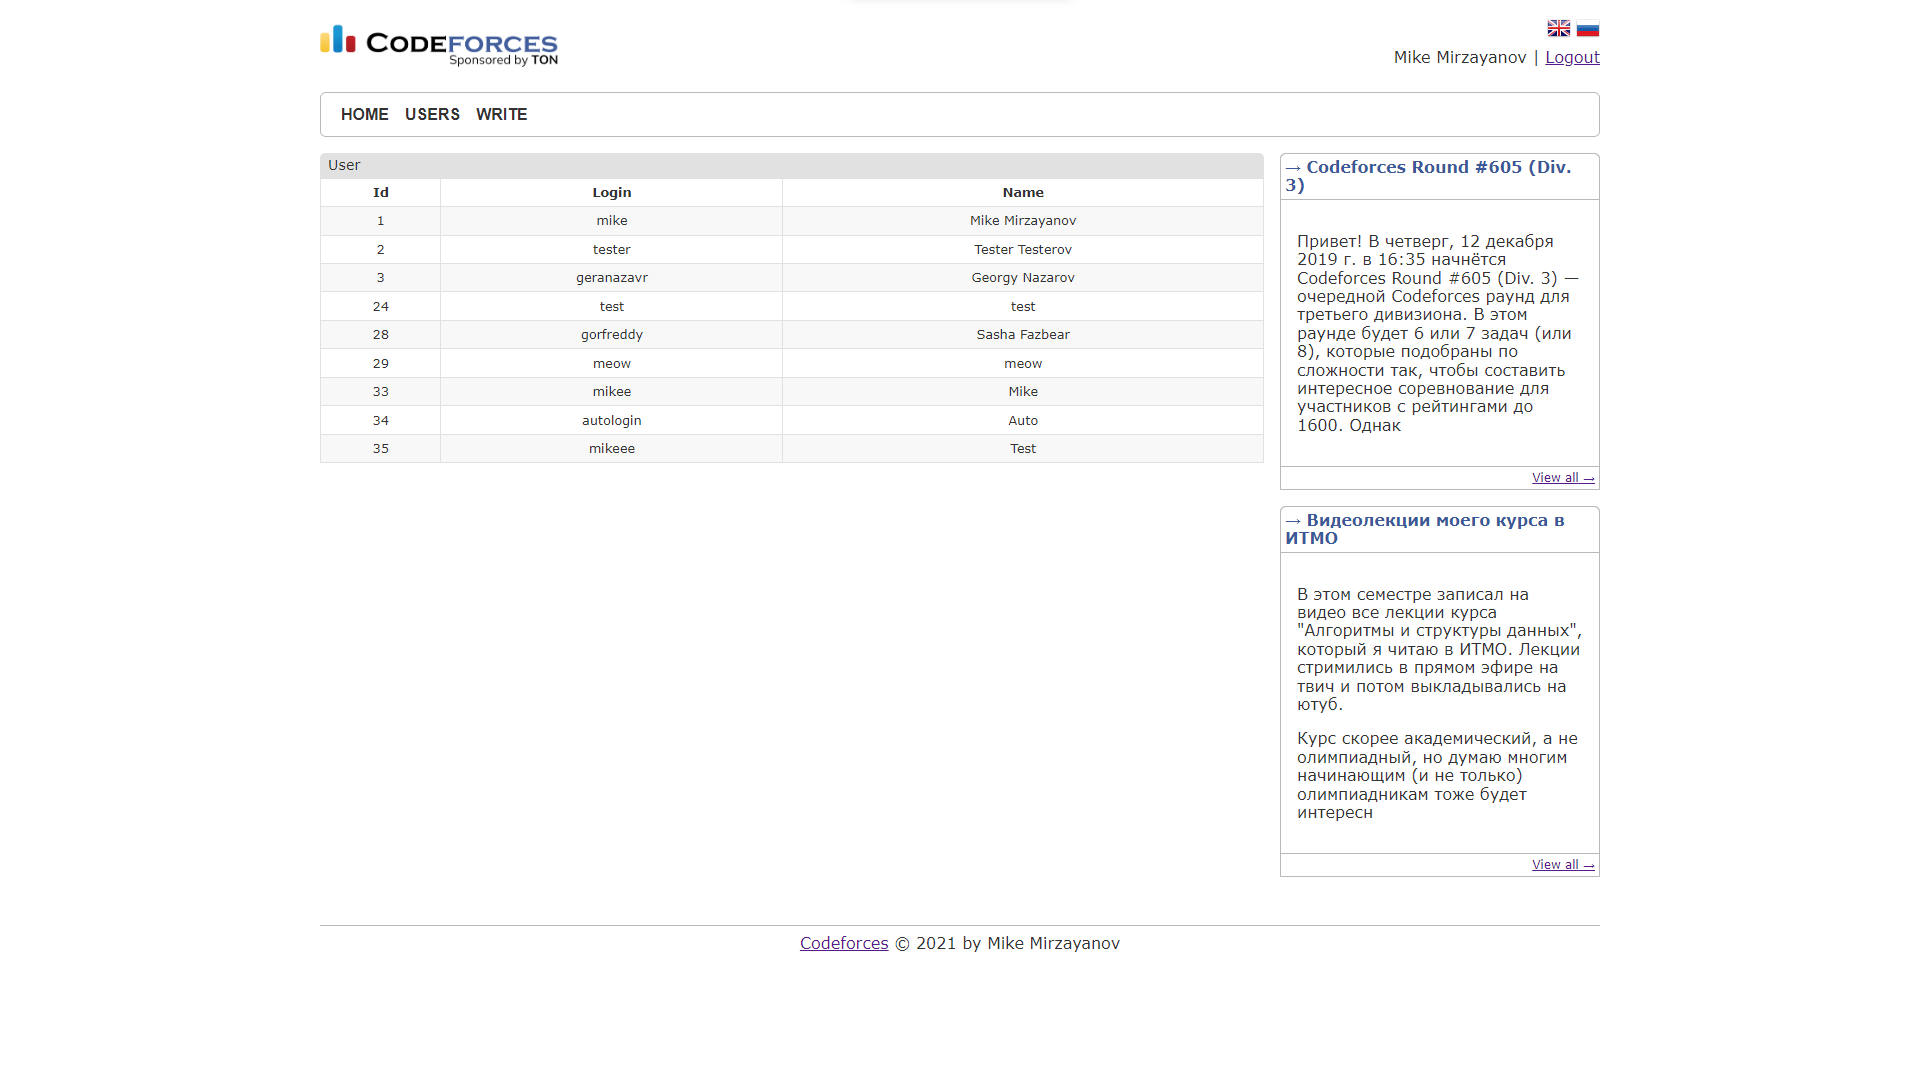 CODEFORCES
Sponsored by TON
Mike Mirzayanov | Logout
HOME USERS WRITE
User
Id Login Name
1 mike Mike Mirzayanov
2 tester Tester Testerov
3 geranazavr Georgy Nazarov
24 test test
28 gorfreddy Sasha Fazbear
29 meow meow
33 mikee Mike
34 autologin Auto
35 mikeee Test
→ Codeforces Round #605 (Div.
3)
Привет! В четверг, 12 декабря
2019 г. в 16:35 начнётся
Codeforces Round #605 (Div. 3) —
очередной Codeforces раунд для
третьего дивизиона. В этом
раунде будет 6 или 7 задач (или
8), которые подобраны по
сложности так, чтобы составить
интересное соревнование для
участников с рейтингами до
1600. Однак
View all →
→ Видеолекции моего курса в
ИТМО
В этом семестре записал на
видео все лекции курса
"Алгоритмы и структуры данных",
который я читаю в ИТМО. Лекции
стримились в прямом эфире на
твич и потом выкладывались на
ютуб.
Курс скорее академический, а не
олимпиадный, но думаю многим
начинающим (и не только)
олимпиадникам тоже будет
интересн
View all →
Codeforces © 2021 by Mike Mirzayanov